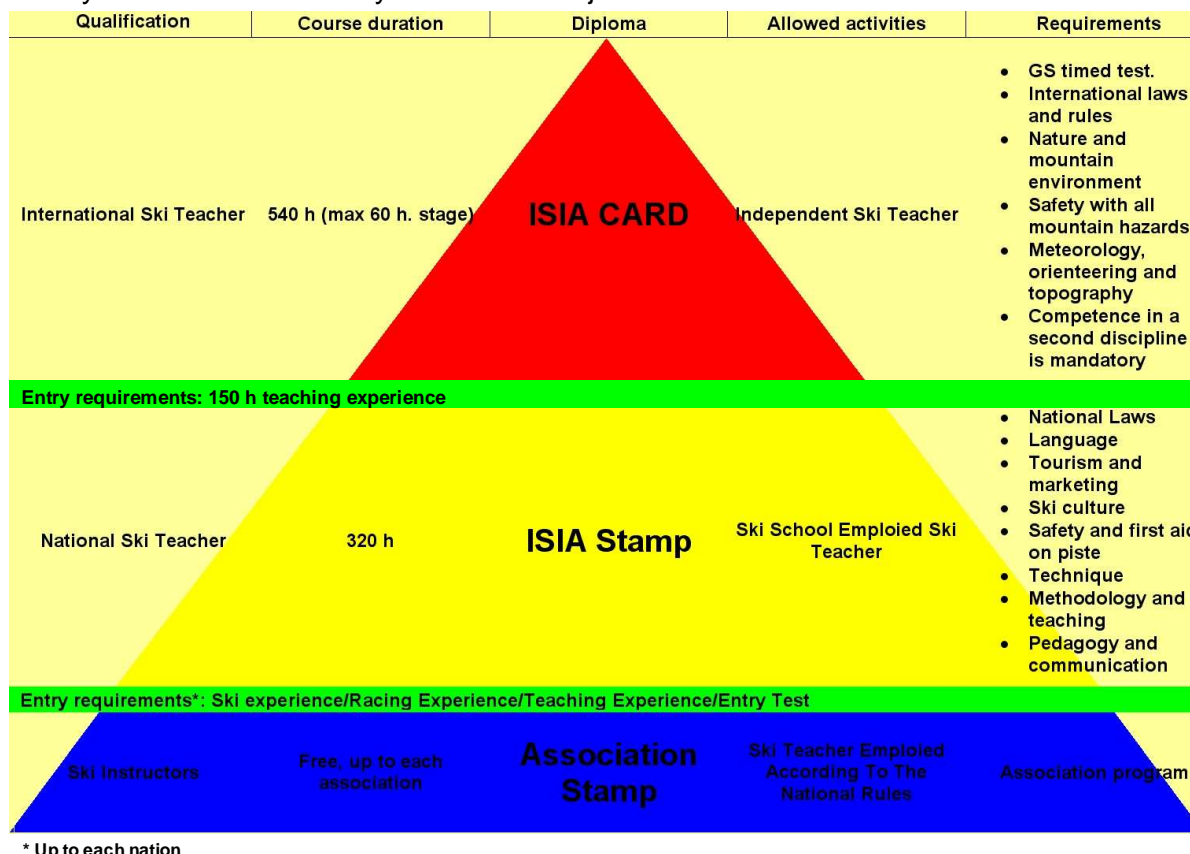 Qualification Course duration Diploma Allowed activities Requirements
International Ski Teacher 540 h (max 60 h. stage) ISIA CARD Independent Ski Teacher
• GS timed test.
• International laws
and rules
• Nature and
mountain
environment
• Safety with all
mountain hazards
• Meteorology,
orienteering and
topography
• Competence in a
second discipline
is mandatory
Entry requirements: 150 h teaching experience
National Ski Teacher 320 h ISIA Stamp
Ski School Emploied Ski
Teacher
• National Laws
• Language
• Tourism and
marketing
• Ski culture
• Safety and first aid
on piste
• Technique
• Methodology and
teaching
• Pedagogy and
communication
Entry requirements*: Ski experience/Racing Experience/Teaching Experience/Entry Test
Ski Instructors
Free, up to each
association
Association
Stamp
Ski Teacher Emploied
According To The
National Rules
Association program
* Up to each nation